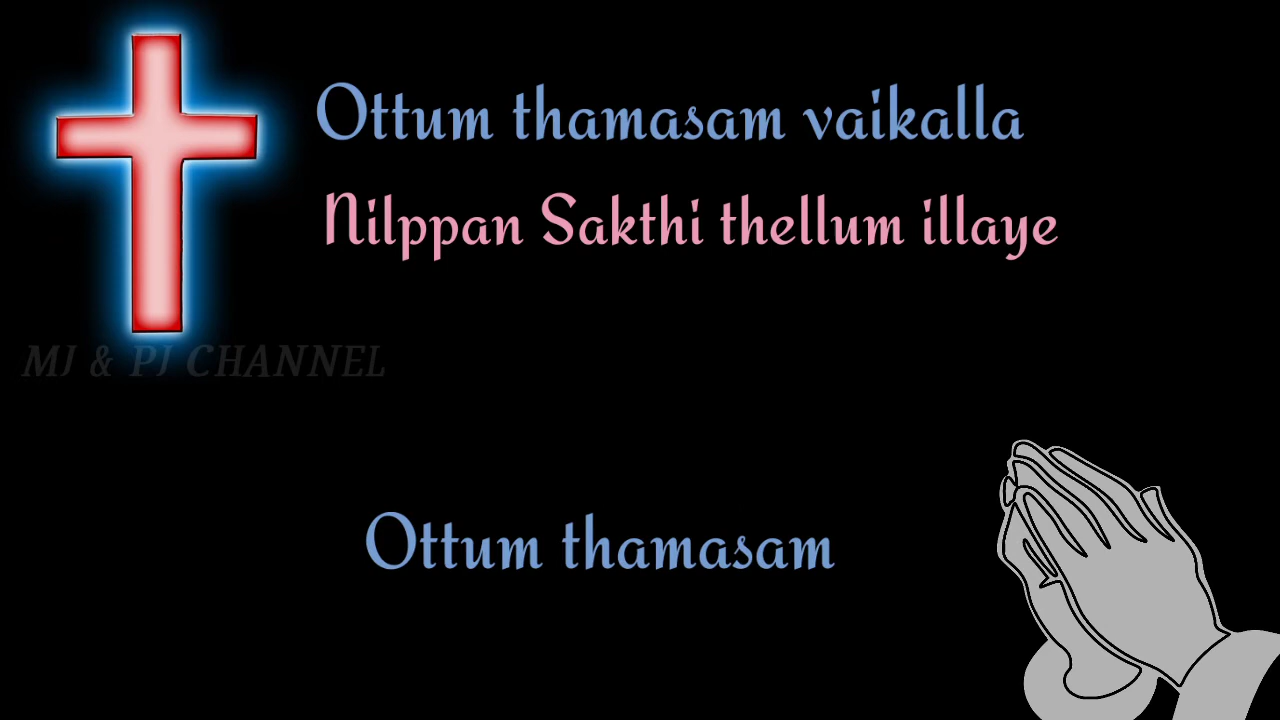 Ottum thamasam vaikalla
Nilppan Sakthi thellum illaye
MJ & PJ CHANNEL
Ottum thamasam